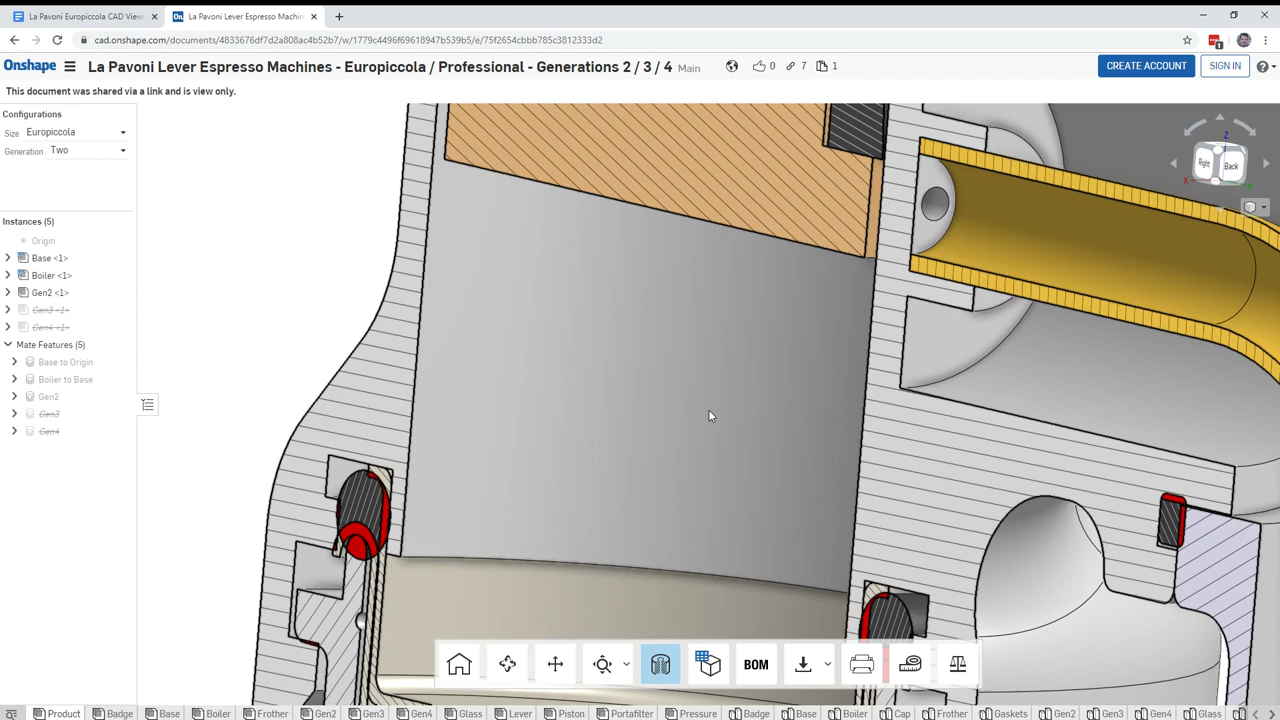 La Pavoni Europiccola CAD View
La Pavoni Lever Espresso Machin
cad.onshape.com/documents/4833676df7d2a808ac4b52b7/w/1779c4496f69618947b539b5/e/75f2654cbbb785c3812333d2
1
Onshape
La Pavoni Lever Espresso Machines - Europiccola / Professional - Generations 2 / 3 / 4 Main
0
7
1
CREATE ACCOUNT
SIGN IN
This document was shared via a link and is view only.
Configurations
Size Europiccola
Generation Two
Z
Right
Back
X
Instances (5)
Origin
Base <1>
Boiler <1>
Gen2 <1>
Gen3 <1>
Gen4 <1>
Mate Features (5)
Base to Origin
Boiler to Base
Gen2
Gen3
Gen4
BOM
Product Badge Base Boiler Frother Gen2 Gen3 Gen4 Glass Lever Piston Portafilter Pressure Badge Base Boiler Cap Frother Gaskets Gen2 Gen3 Gen4 Glass